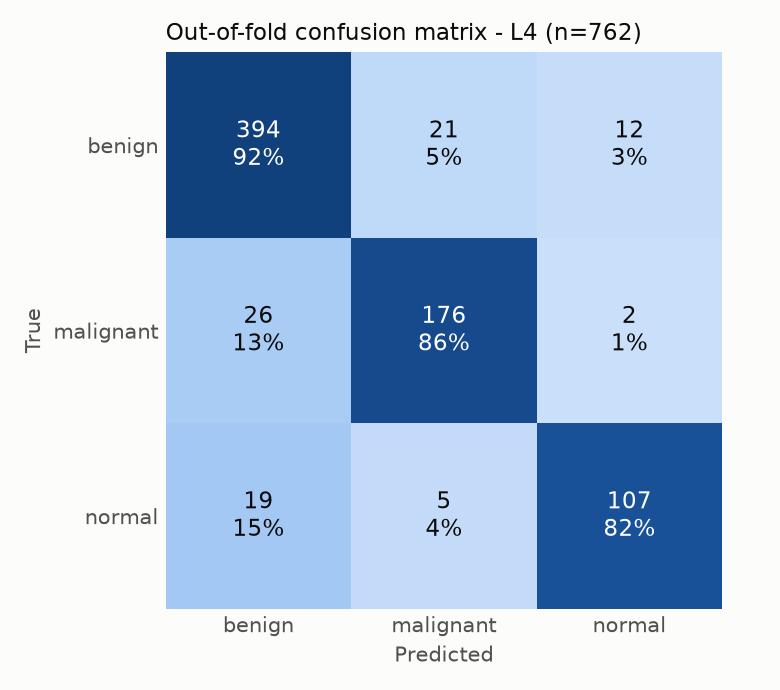 Out-of-fold confusion matrix - L4 (n=762)
True
benign
394
92%
21
5%
12
3%
malignant
26
13%
176
86%
2
1%
normal
19
15%
5
4%
107
82%
benign malignant normal
Predicted